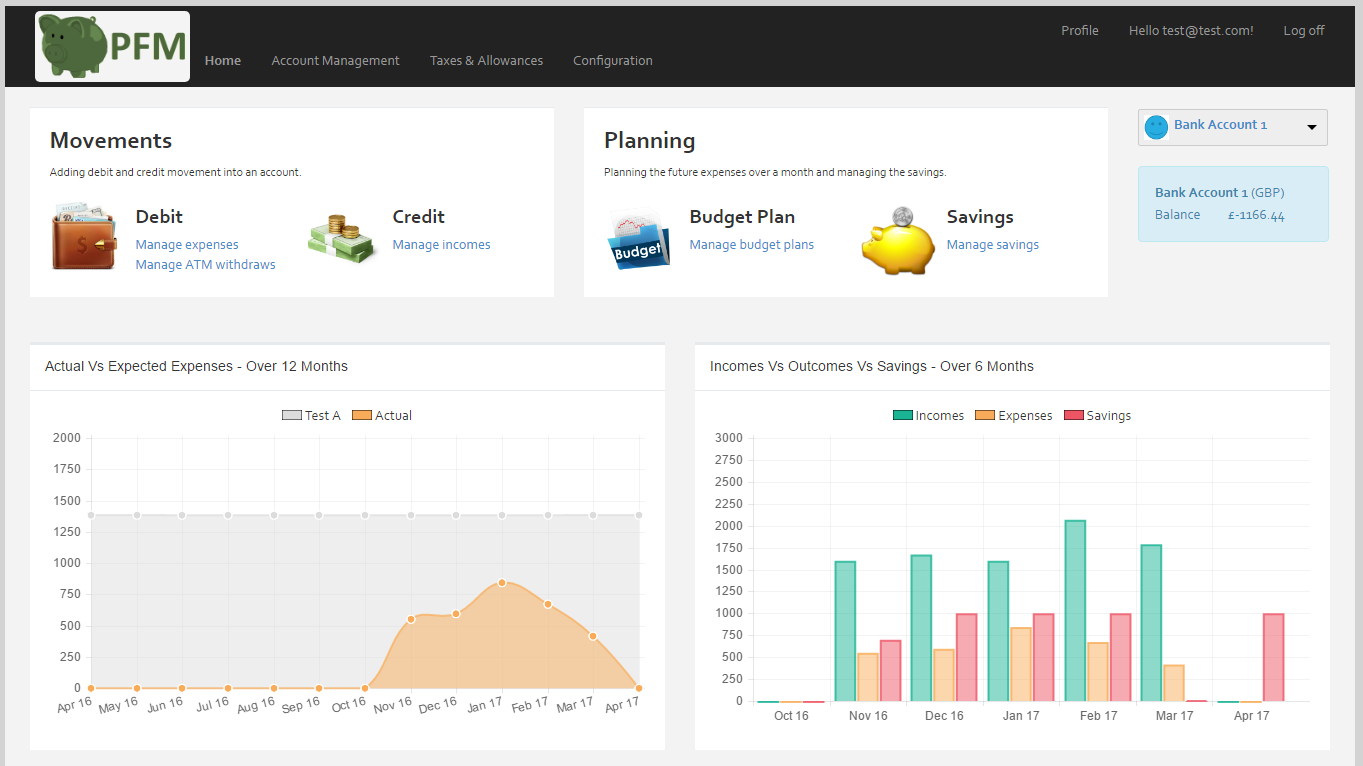 PFM
Profile Hello test@test.com! Log off
Home Account Management Taxes & Allowances Configuration
Movements
Adding debit and credit movement into an account.
Debit
Manage expenses
Manage ATM withdraws
Credit
Manage incomes
Planning
Planning the future expenses over a month and managing the savings.
Budget
Budget Plan
Manage budget plans
Savings
Manage savings
Bank Account 1
Bank Account 1 (GBP)
Balance £-1166.44
Actual Vs Expected Expenses - Over 12 Months
Test A Actual
2000
1750
1500
1250
1000
750
500
250
0
Apr 16 May 16 Jun 16 Jul 16 Aug 16 Sep 16 Oct 16 Nov 16 Dec 16 Jan 17 Feb 17 Mar 17 Apr 17
Incomes Vs Outcomes Vs Savings - Over 6 Months
Incomes Expenses Savings
3000
2750
2500
2250
2000
1750
1500
1250
1000
750
500
250
0
Oct 16 Nov 16 Dec 16 Jan 17 Feb 17 Mar 17 Apr 17